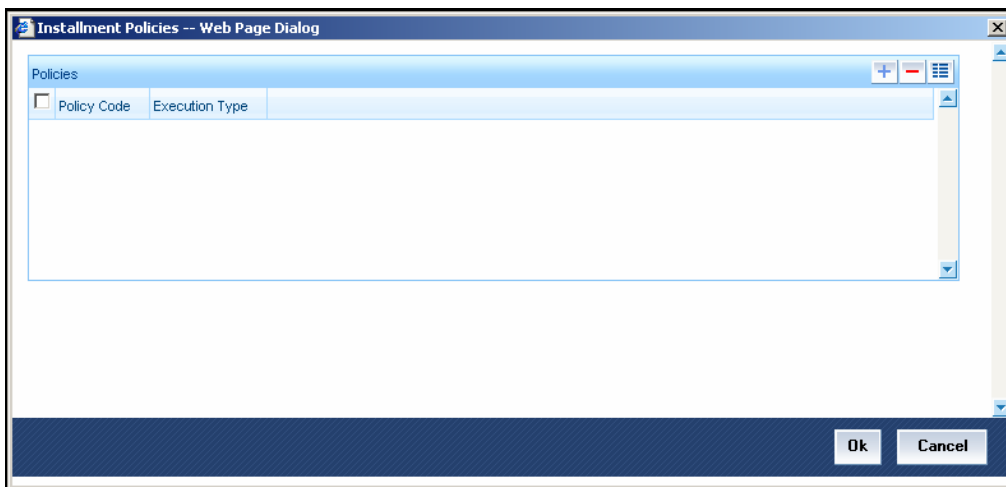 Installment Policies -- Web Page Dialog
Policies
Policy Code Execution Type
Ok Cancel